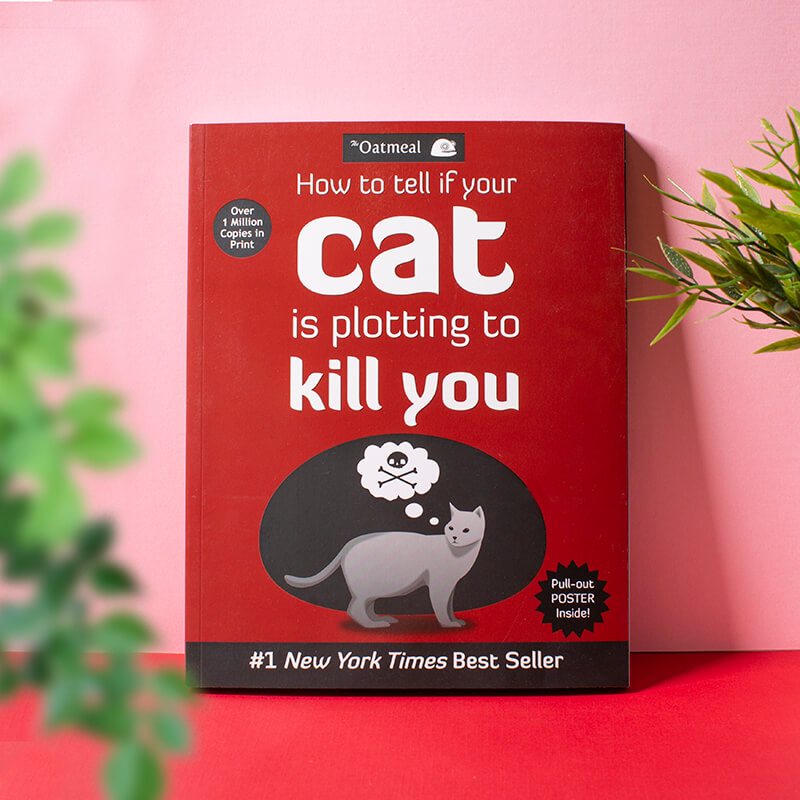 The Oatmeal
How to tell if your
cat
is plotting to
kill you
Over
1 Million
Copies in
Print
Pull-out
POSTER
Inside!
#1 New York Times Best Seller